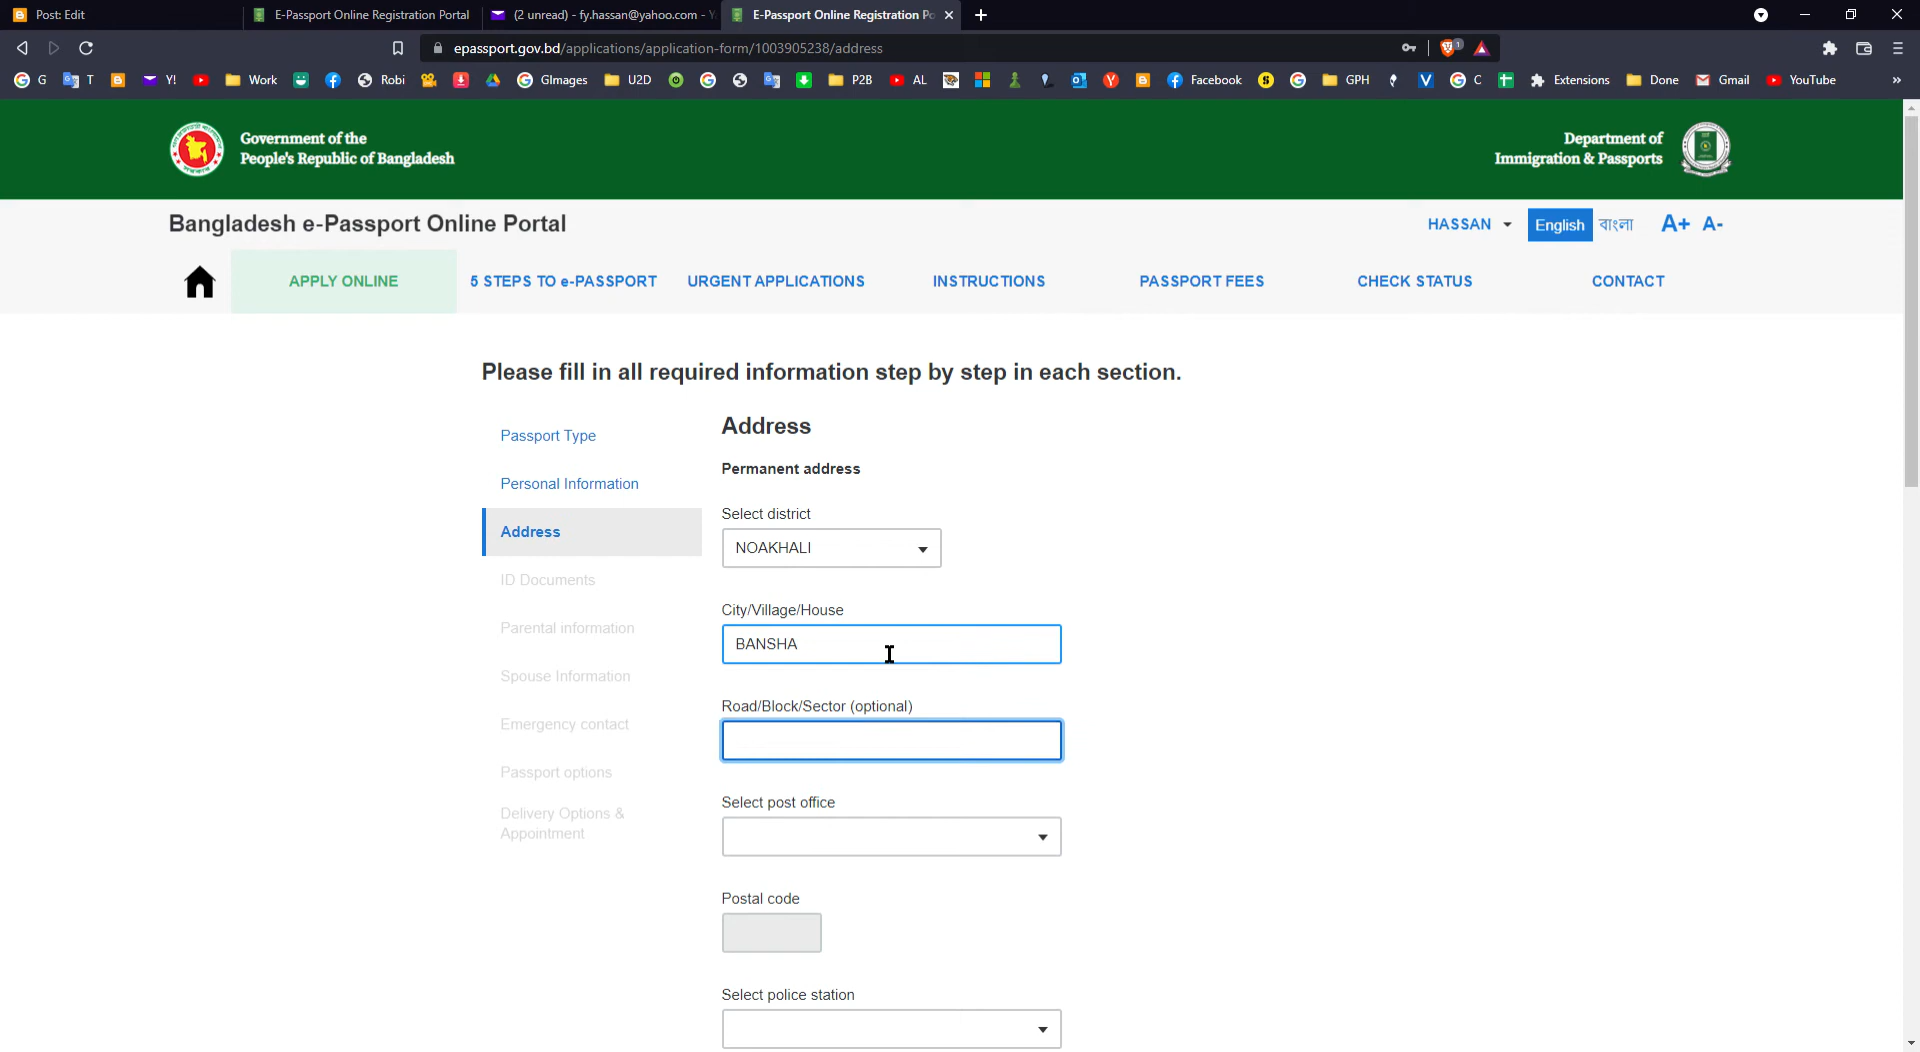 Post: Edit
E-Passport Online Registration Portal
(2 unread) - fy.hassan@yahoo.com - Y
E-Passport Online Registration Po
epassport.gov.bd/applications/application-form/1003905238/address
1
G
T
Y!
Work
Robi
GImages
U2D
P2B
AL
Facebook
GPH
C
Extensions
Done
Gmail
YouTube
»
Government of the
People's Republic of Bangladesh
Department of
Immigration & Passports
Bangladesh e-Passport Online Portal
HASSAN
English
বাংলা
A+ A-
APPLY ONLINE
5 STEPS TO e-PASSPORT
URGENT APPLICATIONS
INSTRUCTIONS
PASSPORT FEES
CHECK STATUS
CONTACT
Please fill in all required information step by step in each section.
Passport Type
Personal Information
Address
ID Documents
Parental information
Spouse Information
Emergency contact
Passport options
Delivery Options &
Appointment
Address
Permanent address
Select district
NOAKHALI
City/Village/House
BANSHA
Road/Block/Sector (optional)
Select post office
Postal code
Select police station